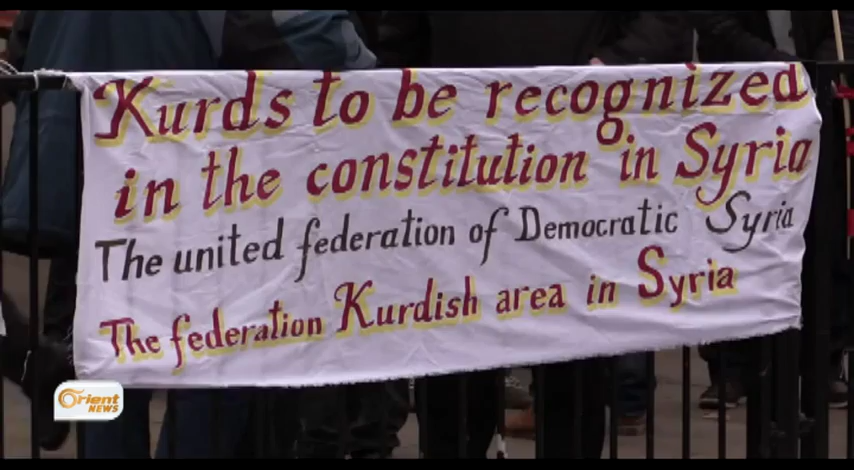 Kurds to be recognized
in the constitution in Syria
The united federation of Democratic Syria
The federation Kurdish area in Syria
Orient
NEWS